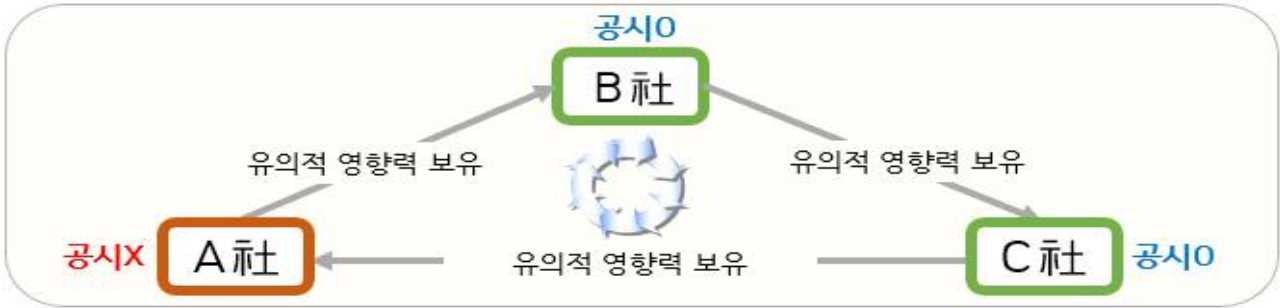 공시O
B社
유의적 영향력 보유
유의적 영향력 보유
공시X
A社
유의적 영향력 보유
C社
공시O